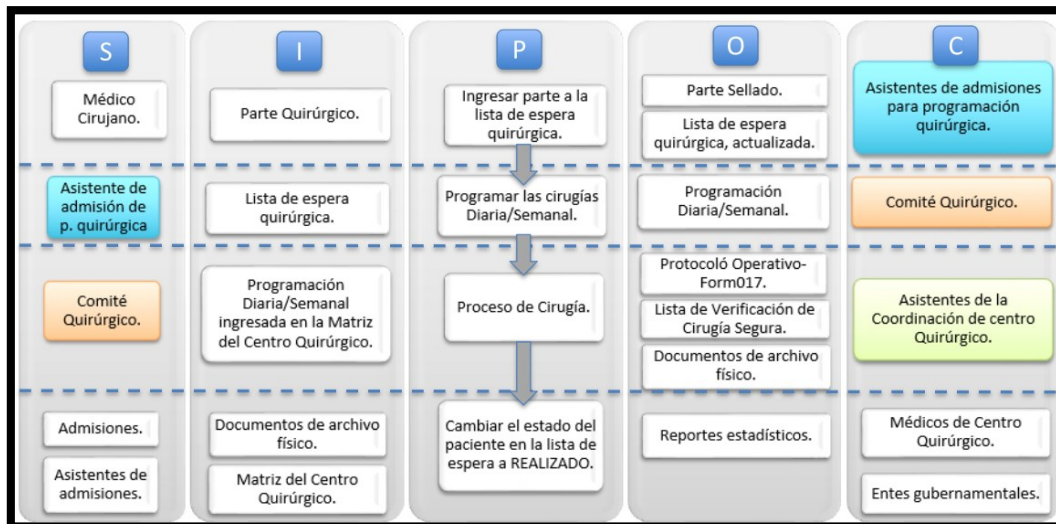 S
I
P
O
C
Médico
Cirujano.
Parte Quirúrgico.
Ingresar parte a la
lista de espera
quirúrgica.
Parte Sellado.
Lista de espera
quirúrgica, actualizada.
Asistentes de admisiones
para programación
quirúrgica.
Asistente de
admisión de
p. quirúrgica
Lista de espera
quirúrgica.
Programar las cirugías
Diaria/Semanal.
Programación
Diaria/Semanal.
Comité Quirúrgico.
Comité
Quirúrgico.
Programación
Diaria/Semanal
ingresada en la Matriz
del Centro Quirúrgico.
Proceso de Cirugía.
Protocoló Operativo-
Form017.
Lista de Verificación de
Cirugía Segura.
Documentos de archivo
físico.
Asistentes de la
Coordinación de centro
Quirúrgico.
Admisiones.
Asistentes de
admisiones.
Documentos de archivo
físico.
Matriz del Centro
Quirúrgico.
Cambiar el estado del
paciente en la lista de
espera a REALIZADO.
Reportes estadísticos.
Médicos de Centro
Quirúrgico.
Entes gubernamentales.